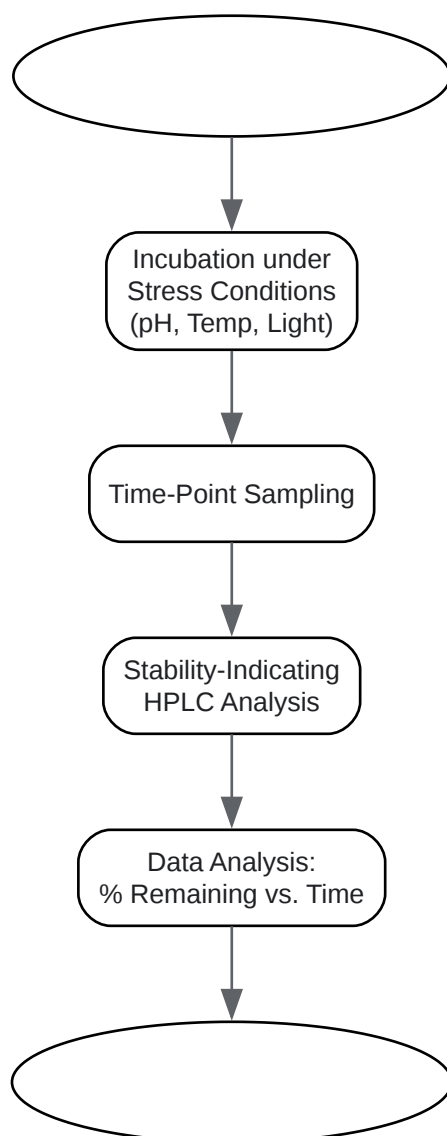 Incubation under
Stress Conditions
(pH, Temp, Light)
Time-Point Sampling
Stability-Indicating
HPLC Analysis
Data Analysis:
% Remaining vs. Time